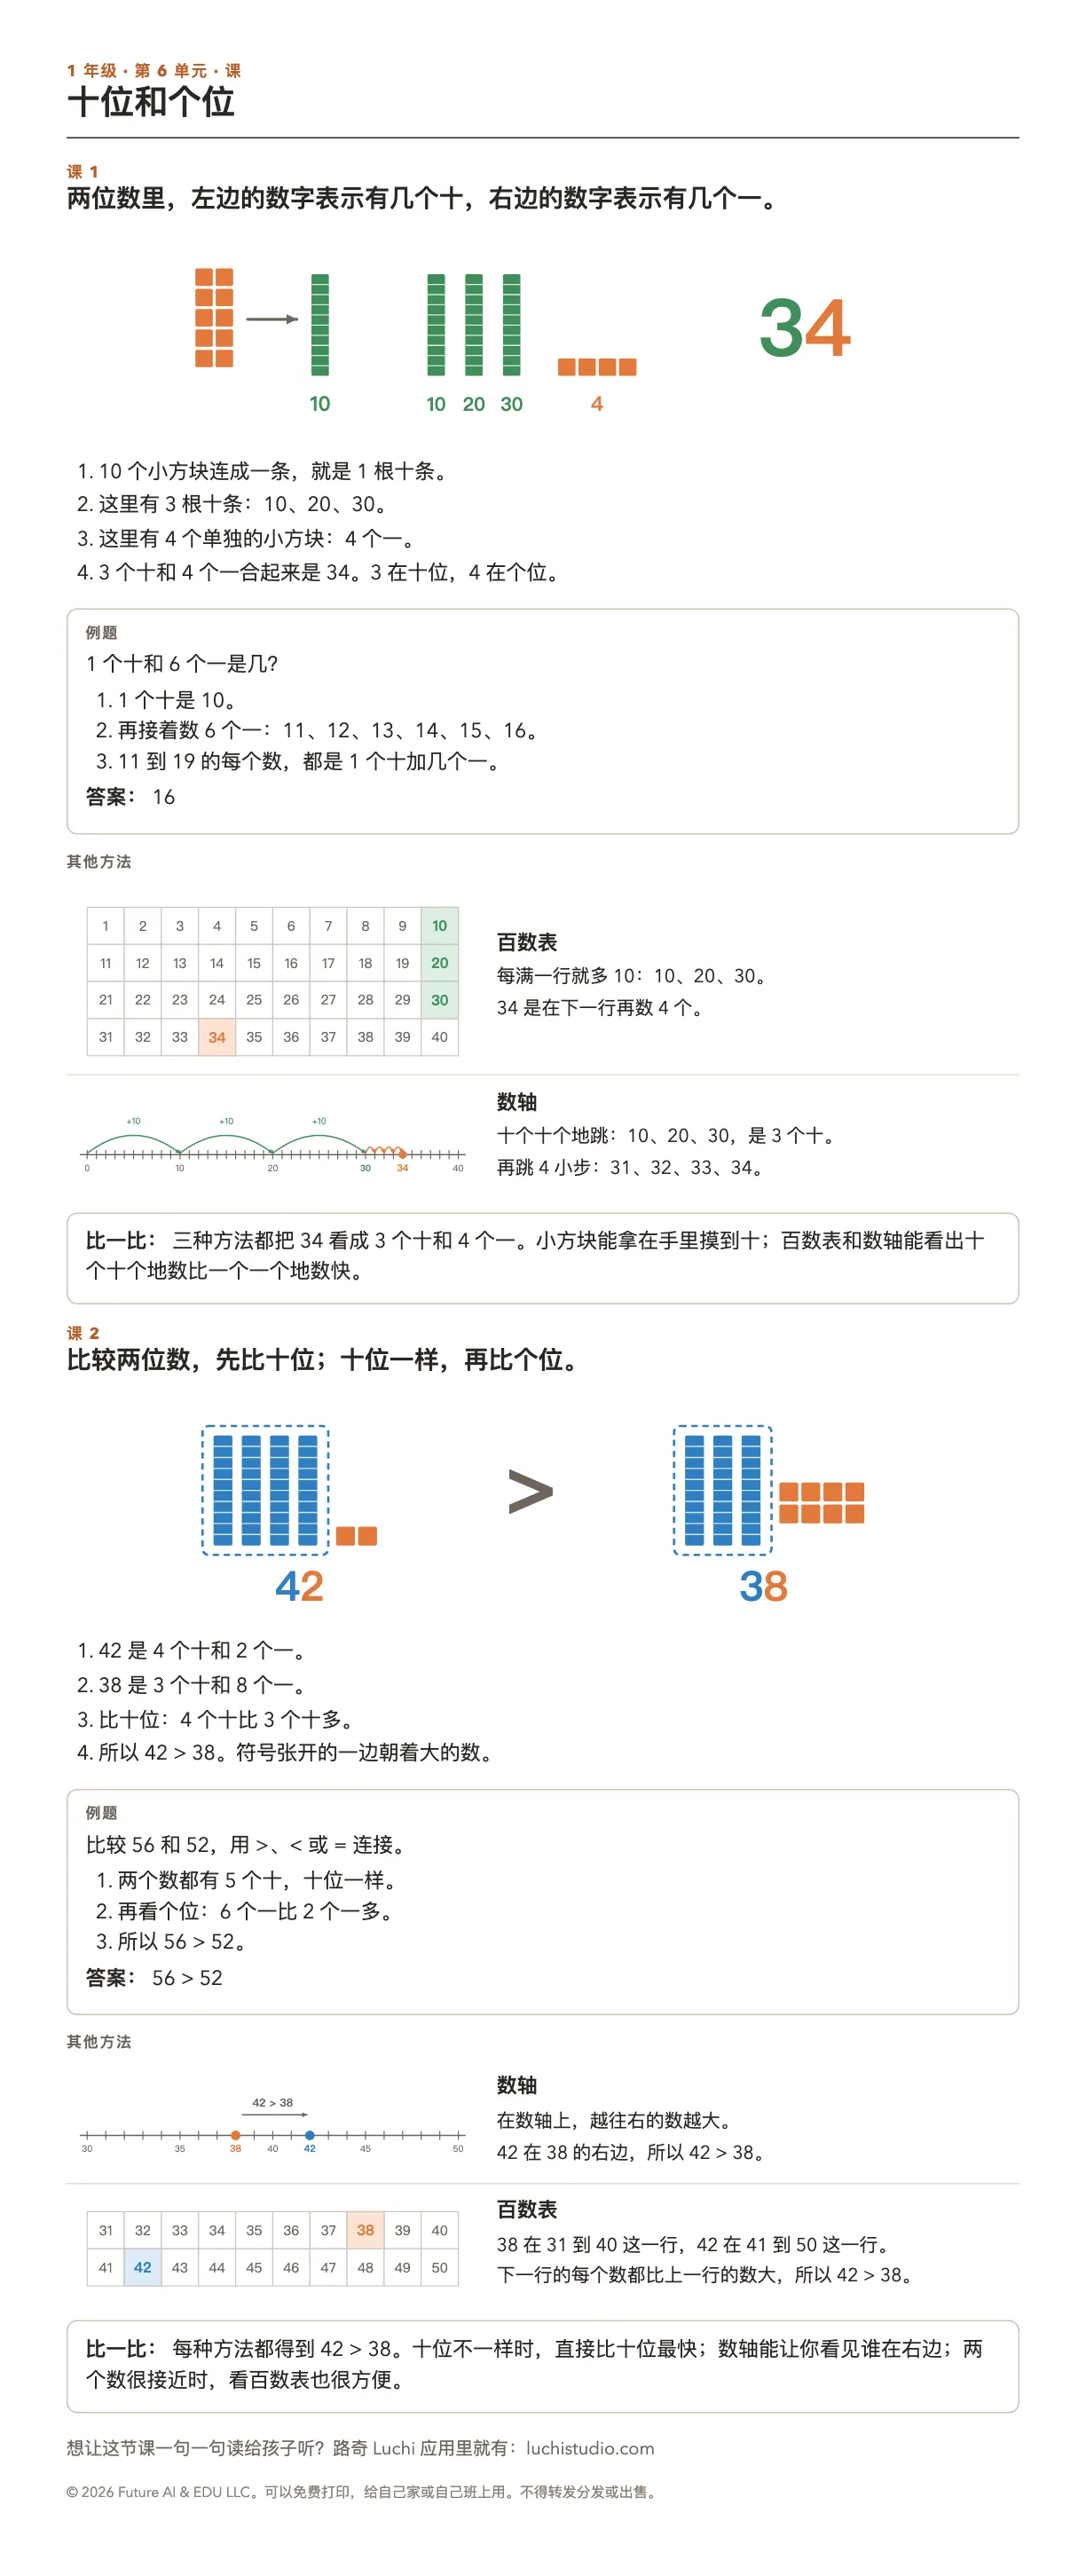 1 年级 · 第 6 单元 · 课
十位和个位
课 1
两位数里，左边的数字表示有几个十，右边的数字表示有几个一。
34
10
10 20 30
4
1. 10 个小方块连成一条，就是 1 根十条。
2. 这里有 3 根十条：10、20、30。
3. 这里有 4 个单独的小方块：4 个一。
4. 3 个十和 4 个一合起来是 34。3 在十位，4 在个位。
例题
1 个十和 6 个一是几？
1. 1 个十是 10。
2. 再接着数 6 个一：11、12、13、14、15、16。
3. 11 到 19 的每个数，都是 1 个十加几个一。
答案： 16
其他方法
1 2 3 4 5 6 7 8 9 10
11 12 13 14 15 16 17 18 19 20
21 22 23 24 25 26 27 28 29 30
31 32 33 34 35 36 37 38 39 40
百数表
每满一行就多 10：10、20、30。
34 是在下一行再数 4 个。
+10 +10 +10
0 10 20 30 34 40
数轴
十个十个地跳：10、20、30，是 3 个十。
再跳 4 小步：31、32、33、34。
比一比： 三种方法都把 34 看成 3 个十和 4 个一。小方块能拿在手里摸到十；百数表和数轴能看出十
个十个地数比一个一个地数快。
课 2
比较两位数，先比十位；十位一样，再比个位。
>
42
38
1. 42 是 4 个十和 2 个一。
2. 38 是 3 个十和 8 个一。
3. 比十位：4 个十比 3 个十多。
4. 所以 42 > 38。符号张开的一边朝着大的数。
例题
比较 56 和 52，用 >、< 或 = 连接。
1. 两个数都有 5 个十，十位一样。
2. 再看个位：6 个一比 2 个一多。
3. 所以 56 > 52。
答案： 56 > 52
其他方法
42 > 38
30 35 38 40 42 45 50
数轴
在数轴上，越往右的数越大。
42 在 38 的右边，所以 42 > 38。
31 32 33 34 35 36 37 38 39 40
41 42 43 44 45 46 47 48 49 50
百数表
38 在 31 到 40 这一行，42 在 41 到 50 这一行。
下一行的每个数都比上一行的数大，所以 42 > 38。
比一比： 每种方法都得到 42 > 38。十位不一样时，直接比十位最快；数轴能让你看见谁在右边；两
个数很接近时，看百数表也很方便。
想让这节课一句一句读给孩子听？路奇 Luchi 应用里就有：luchistudio.com
© 2026 Future AI & EDU LLC。可以免费打印，给自己家或自己班上用。不得转发分发或出售。